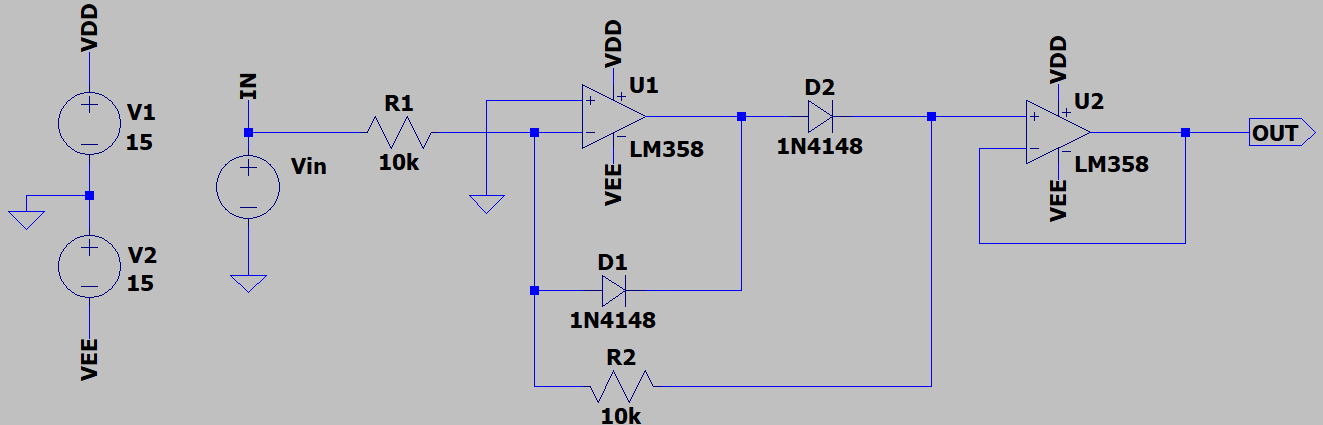 VDD
V1
15
V2
15
VEE
IN
Vin
R1
10k
VDD
U1
LM358
VEE
D1
1N4148
R2
10k
D2
1N4148
VDD
U2
LM358
VEE
OUT